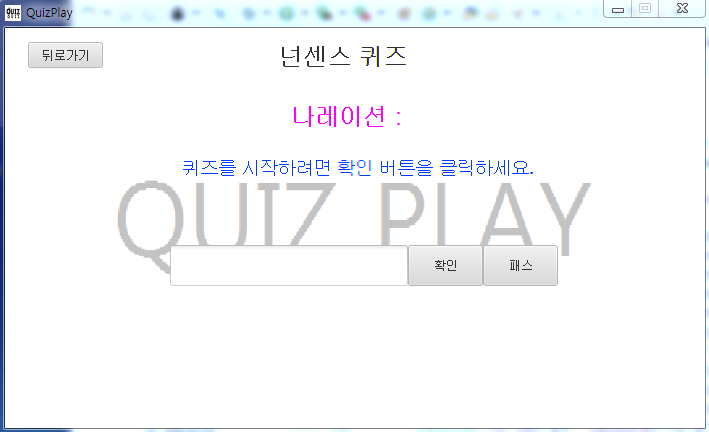 QuizPlay
뒤로가기
넌센스 퀴즈
나레이션 :
퀴즈를 시작하려면 확인 버튼을 클릭하세요.
QUIZ PLAY
확인
패스